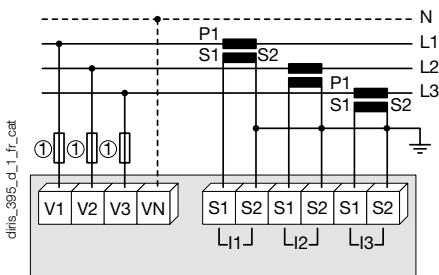 N
P1 L1
S1 S2
L2
P1
L3
S1 S2
① ① ①
V1 V2 V3 VN S1 S2 S1 S2 S1 S2
I1 I2 I3
diris_395_d_1_fr_cat